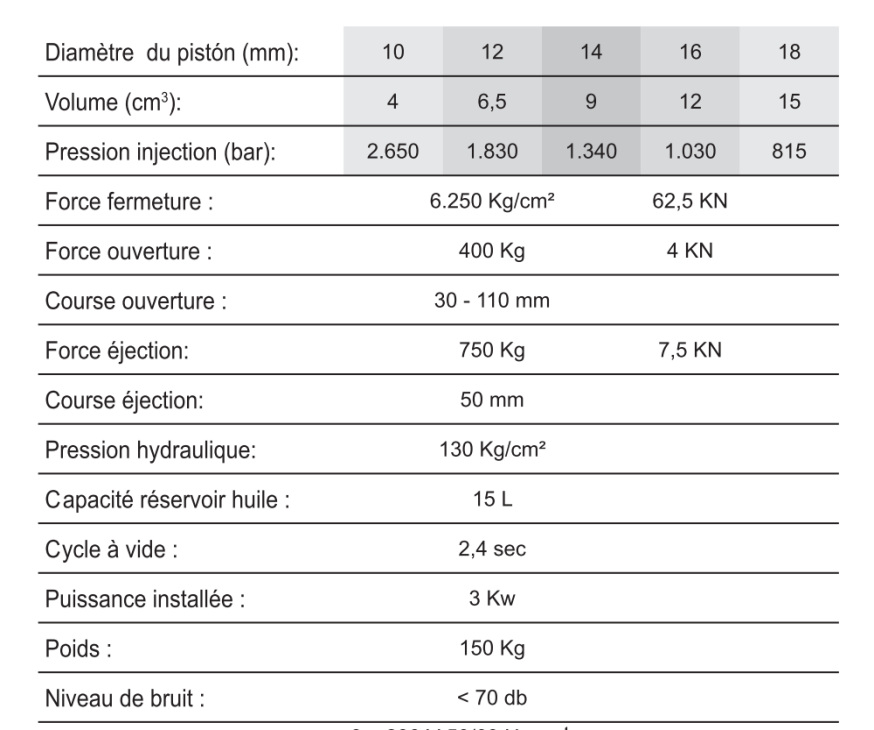 Diamètre du pistón (mm): 10 12 14 16 18
Volume (cm³): 4 6,5 9 12 15
Pression injection (bar): 2.650 1.830 1.340 1.030 815
Force fermeture : 6.250 Kg/cm² 62,5 KN
Force ouverture : 400 Kg 4 KN
Course ouverture : 30 - 110 mm
Force éjection: 750 Kg 7,5 KN
Course éjection: 50 mm
Pression hydraulique: 130 Kg/cm²
Capacité réservoir huile : 15 L
Cycle à vide : 2,4 sec
Puissance installée : 3 Kw
Poids : 150 Kg
Niveau de bruit : < 70 db